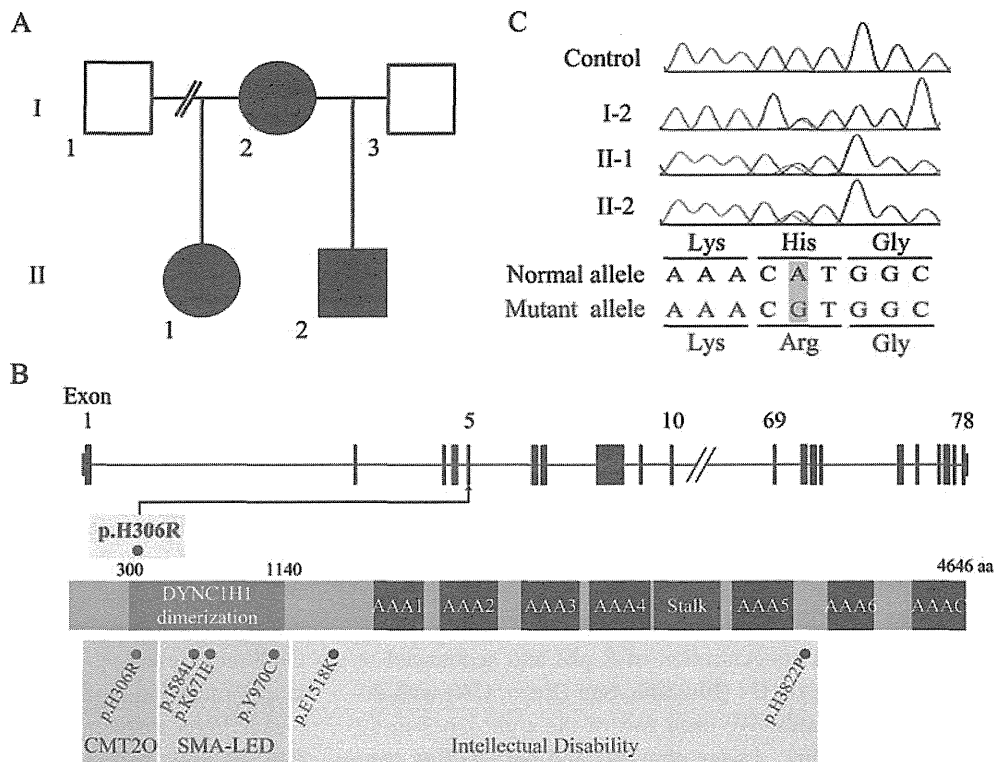 A
I
1
2
3
II
1
2
C
Control
I-2
II-1
II-2
Lys His Gly
Normal allele A A A C A T G G C
Mutant allele A A A C G T G G C
Lys Arg Gly
B
Exon
1 5 10 69 78
p.H306R
300 1140 4646 aa
DYNC1H1
dimerization
AAA1 AAA2 AAA3 AAA4 Stalk AAA5 AAA6 AAAC
p.H306R p.I584L p.K671E p.Y970C p.E1518K p.H3822P
CMT2O SMA-LED Intellectual Disability